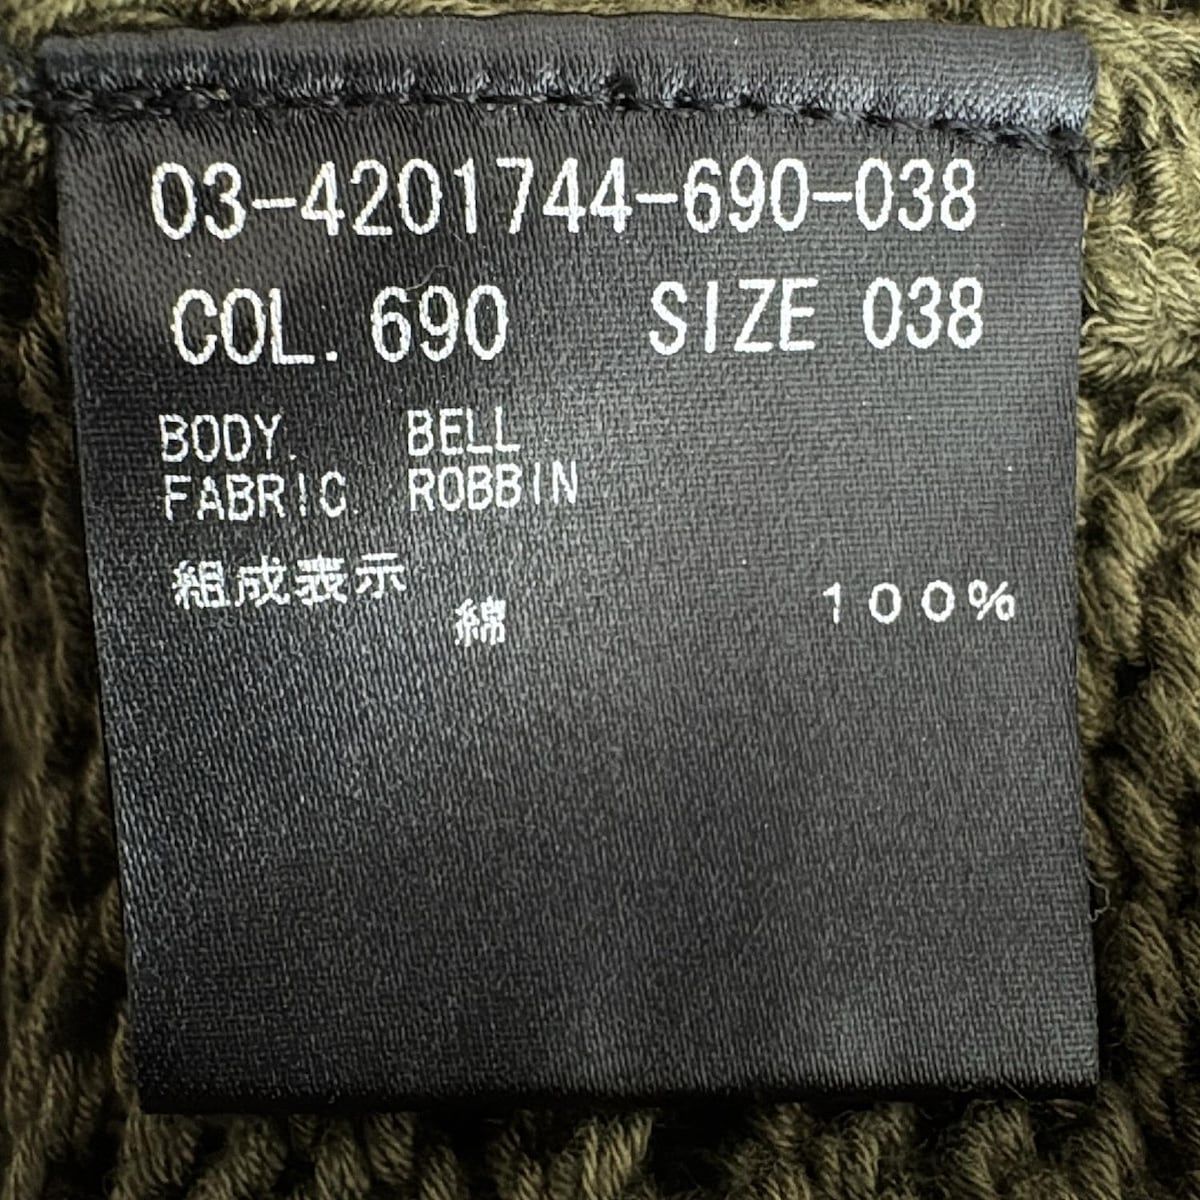 03-4201744-690-038
COL. 690 SIZE 038
BODY. BELL
FABRIC. ROBBIN
組成表示
綿 100%